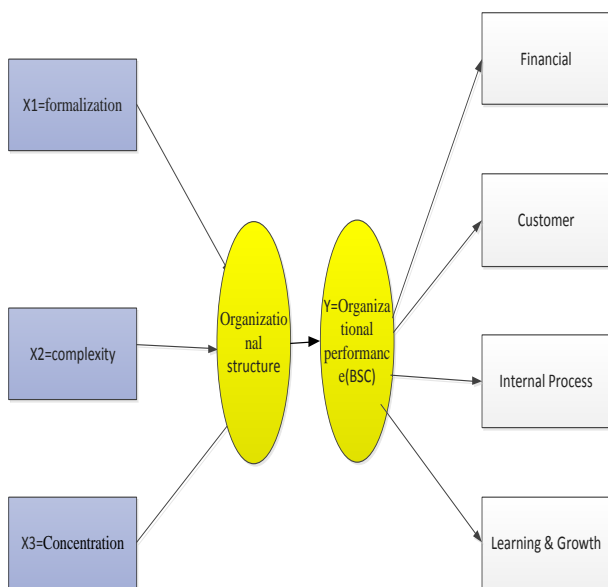 X1=formalization
X2=complexity
X3=Concentration
Organizatio
nal
structure
Y=Organiza
tional
performanc
e(BSC)
Financial
Customer
Internal Process
Learning & Growth